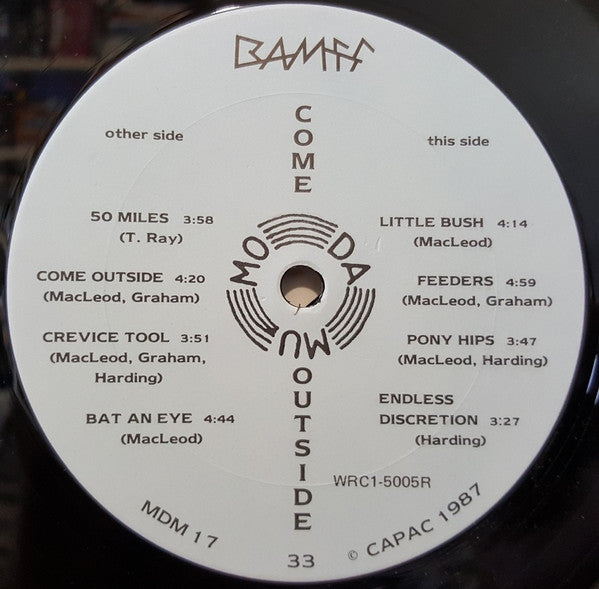 BAMFF
COME
OUTSIDE
other side
50 MILES 3:58
(T. Ray)
COME OUTSIDE 4:20
(MacLeod, Graham)
CREVICE TOOL 3:51
(MacLeod, Graham,
Harding)
BAT AN EYE 4:44
(MacLeod)
MO DA MU
this side
LITTLE BUSH 4:14
(MacLeod)
FEEDERS 4:59
(MacLeod, Graham)
PONY HIPS 3:47
(MacLeod, Harding)
ENDLESS
DISCRETION 3:27
(Harding)
WRC1-5005R
MDM 17
33
© CAPAC 1987